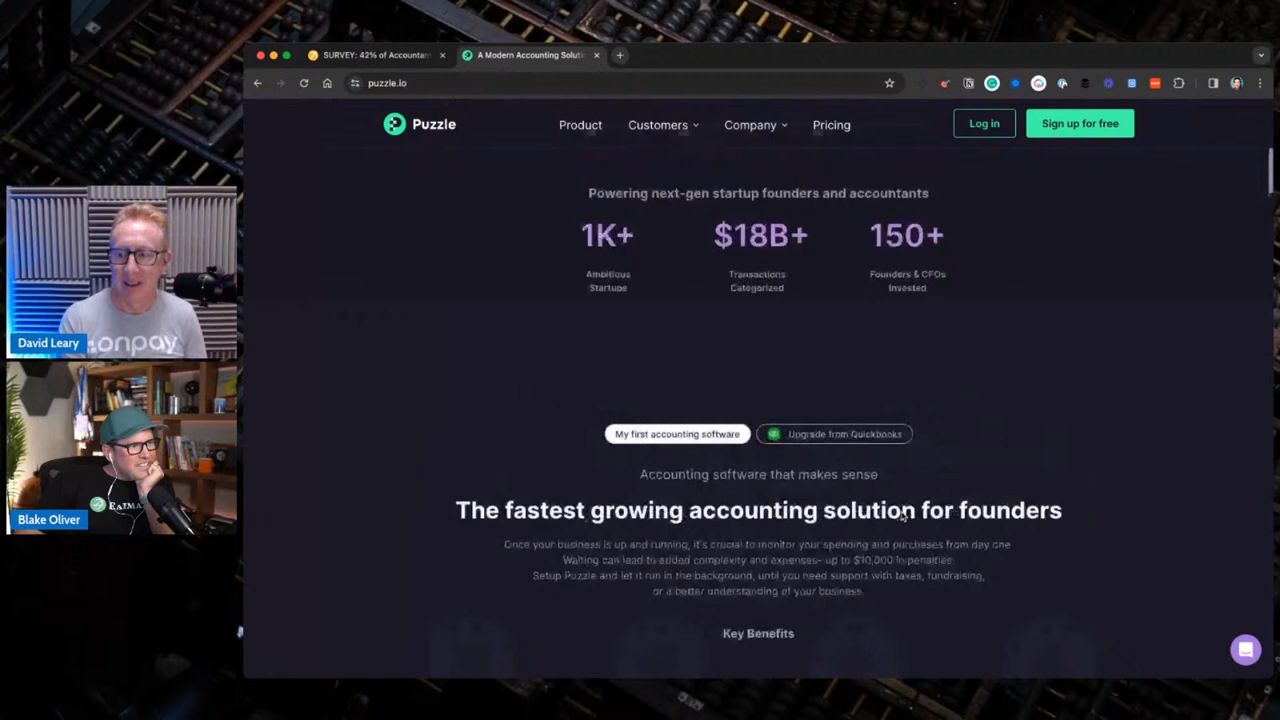 SURVEY: 42% of Accountan
A Modern Accounting Soluti
puzzle.io
Puzzle
Product
Customers
Company
Pricing
Log in
Sign up for free
Powering next-gen startup founders and accountants
1K+
$18B+
150+
Ambitious
Startups
Transactions
Categorized
Founders & CFOs
Invested
My first accounting software
Upgrade from Quickbooks
Accounting software that makes sense
The fastest growing accounting solution for founders
Once your business is up and running, it's crucial to monitor your spending and purchases from day one
Waiting can lead to added complexity and expenses– up to $10,000 in penalties
Setup Puzzle and let it run in the background, until you need support with taxes, fundraising,
or a better understanding of your business.
Key Benefits
onpay
David Leary
Blake Oliver